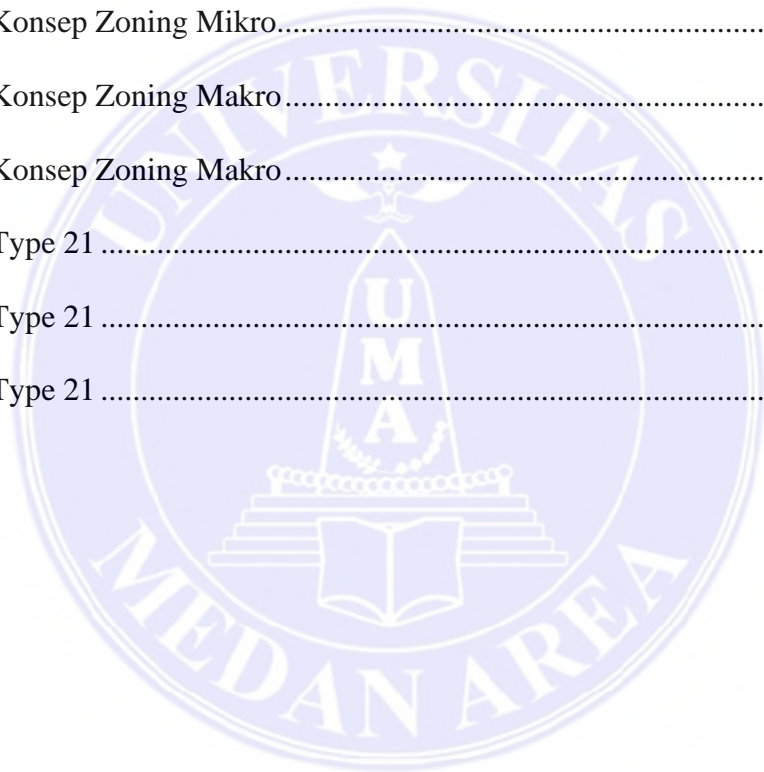 Konsep Zoning Mikro........................................................
Konsep Zoning Makro.......................................................
Konsep Zoning Makro.......................................................
Type 21 ..............................................................................
Type 21 ..............................................................................
Type 21 ..............................................................................
UNIVERSITAS
U
M
A
MEDAN AREA